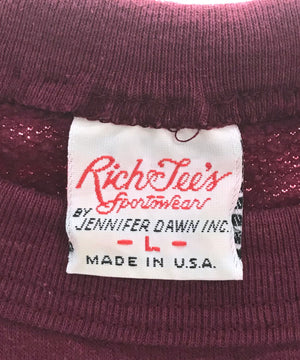 Rich Tee's
Sportswear
BY
JENNIFER DAWN INC.
- L -
MADE IN U.S.A.